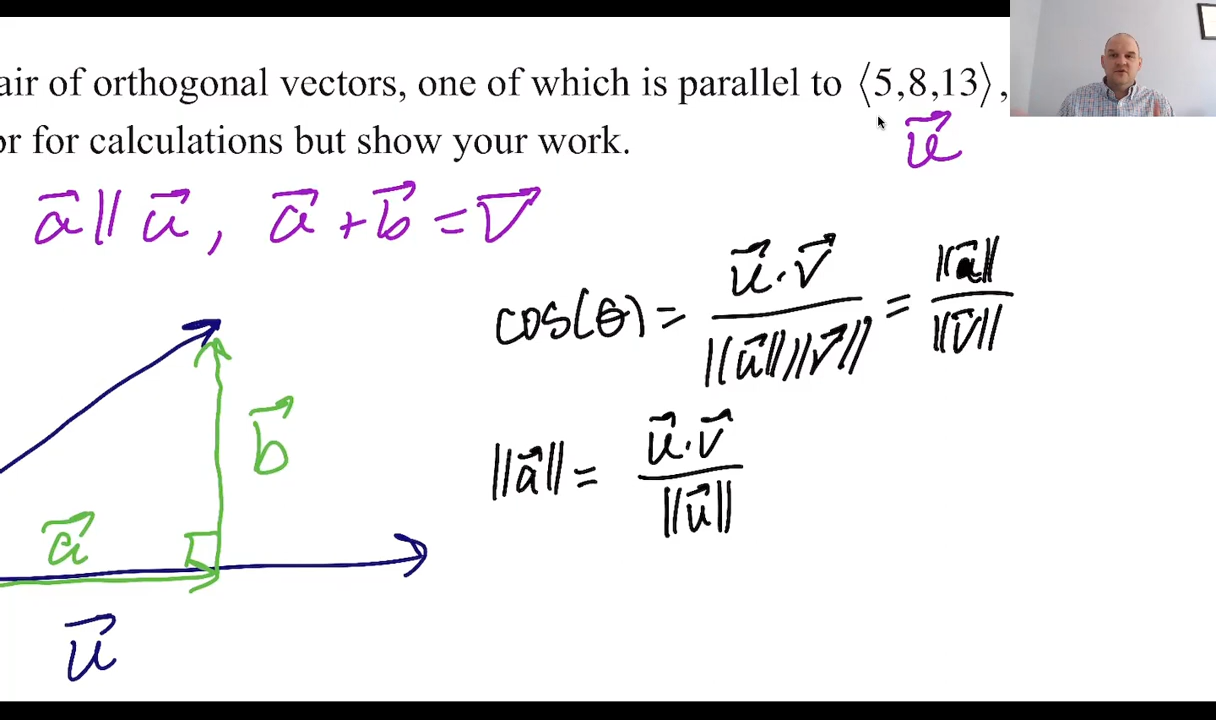 air of orthogonal vectors, one of which is parallel to ⟨5,8,13⟩,
or for calculations but show your work.
u⃗
a⃗ ∥ u⃗, a⃗ + b⃗ = v⃗
cos(θ) = u⃗·v⃗ / ‖u⃗‖‖v⃗‖ = ‖a⃗‖ / ‖v⃗‖
‖a⃗‖ = u⃗·v⃗ / ‖u⃗‖
b⃗
a⃗
u⃗